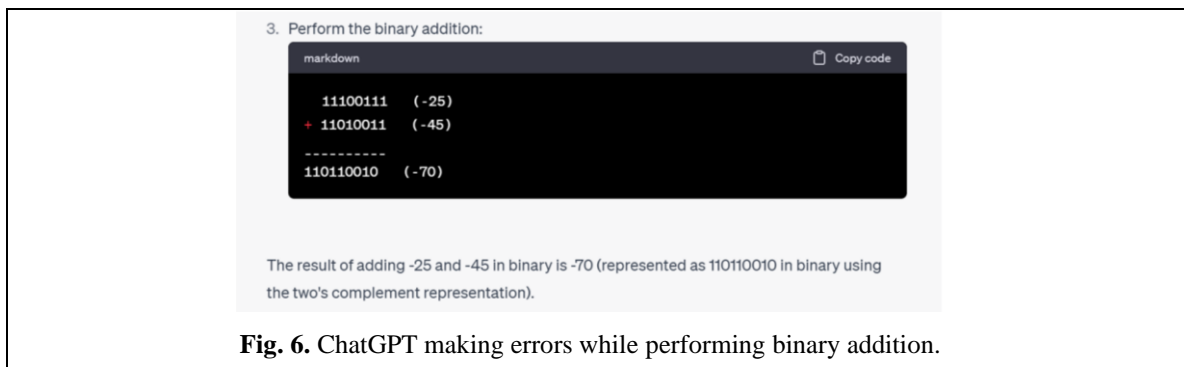 3. Perform the binary addition:
markdown Copy code
11100111 (-25)
+ 11010011 (-45)
----------
110110010 (-70)
The result of adding -25 and -45 in binary is -70 (represented as 110110010 in binary using
the two's complement representation).
Fig. 6. ChatGPT making errors while performing binary addition.